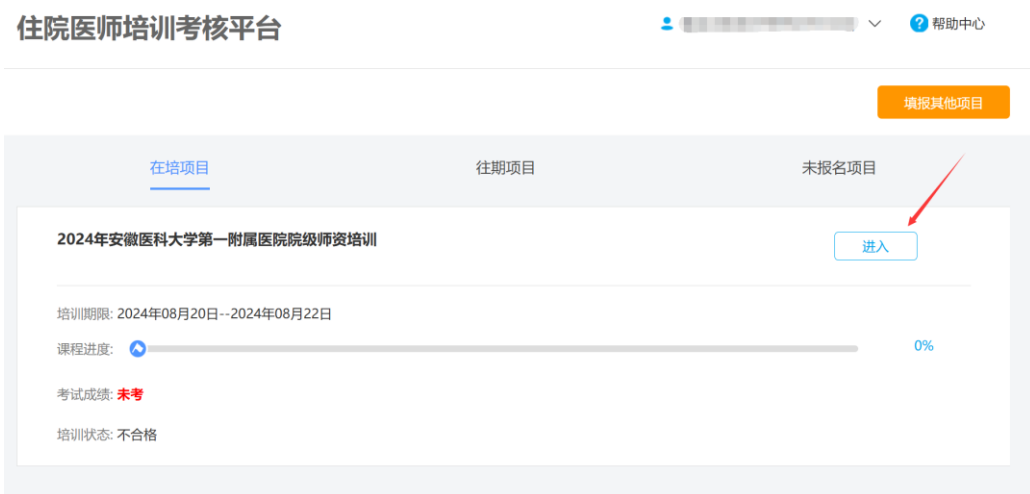 住院医师培训考核平台
帮助中心
填报其他项目
在培项目 往期项目 未报名项目
2024年安徽医科大学第一附属医院院级师资培训
进入
培训期限: 2024年08月20日--2024年08月22日
课程进度: 0%
考试成绩: 未考
培训状态: 不合格